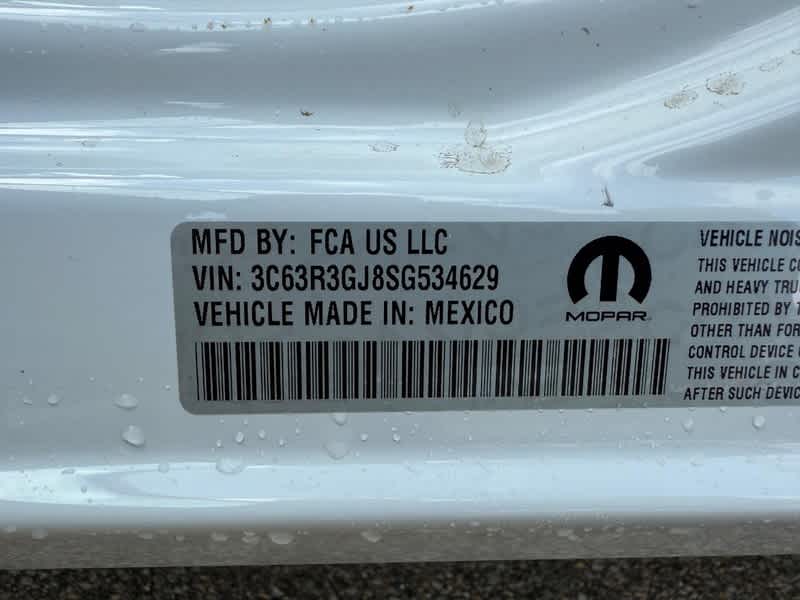 MFD BY: FCA US LLC
VIN: 3C63R3GJ8SG534629
VEHICLE MADE IN: MEXICO
MOPAR
VEHICLE NOIS
THIS VEHICLE CO
AND HEAVY TRU
PROHIBITED BY T
OTHER THAN FOR
CONTROL DEVICE
THIS VEHICLE IN C
AFTER SUCH DEVIC